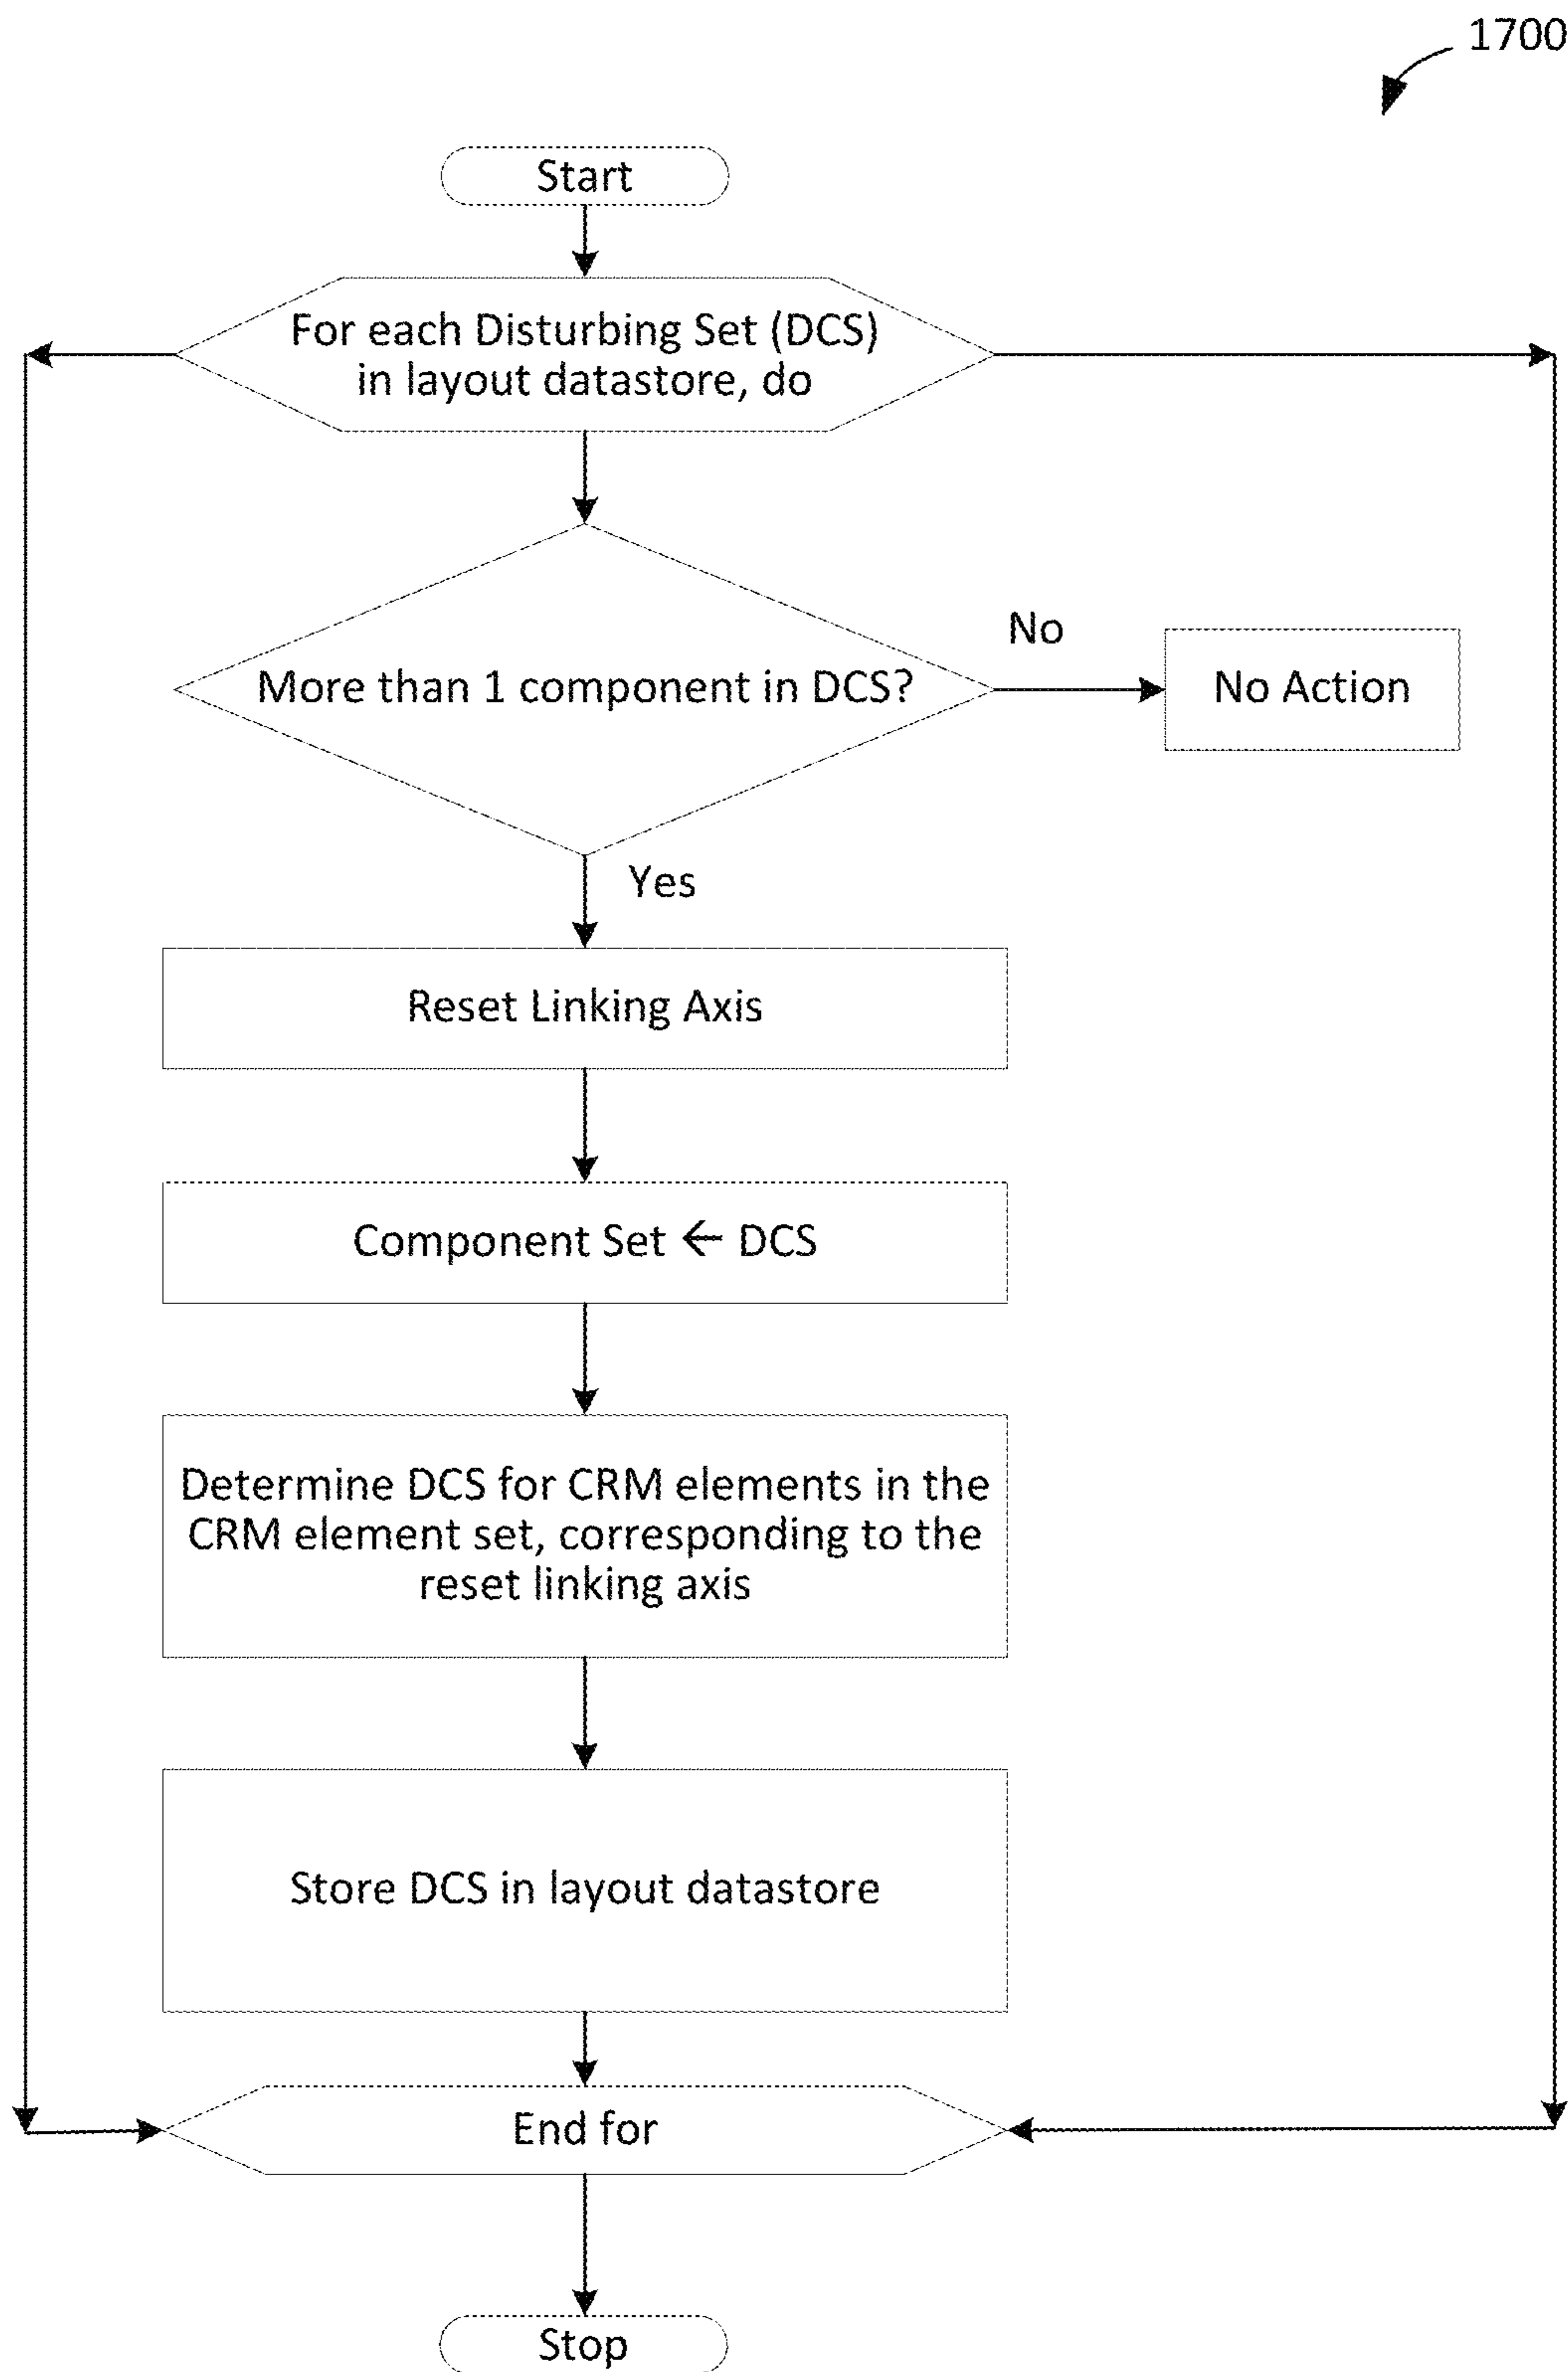 1700
Start
For each Disturbing Set (DCS)
in layout datastore, do
More than 1 component in DCS?
No
No Action
Yes
Reset Linking Axis
Component Set ← DCS
Determine DCS for CRM elements in the
CRM element set, corresponding to the
reset linking axis
Store DCS in layout datastore
End for
Stop